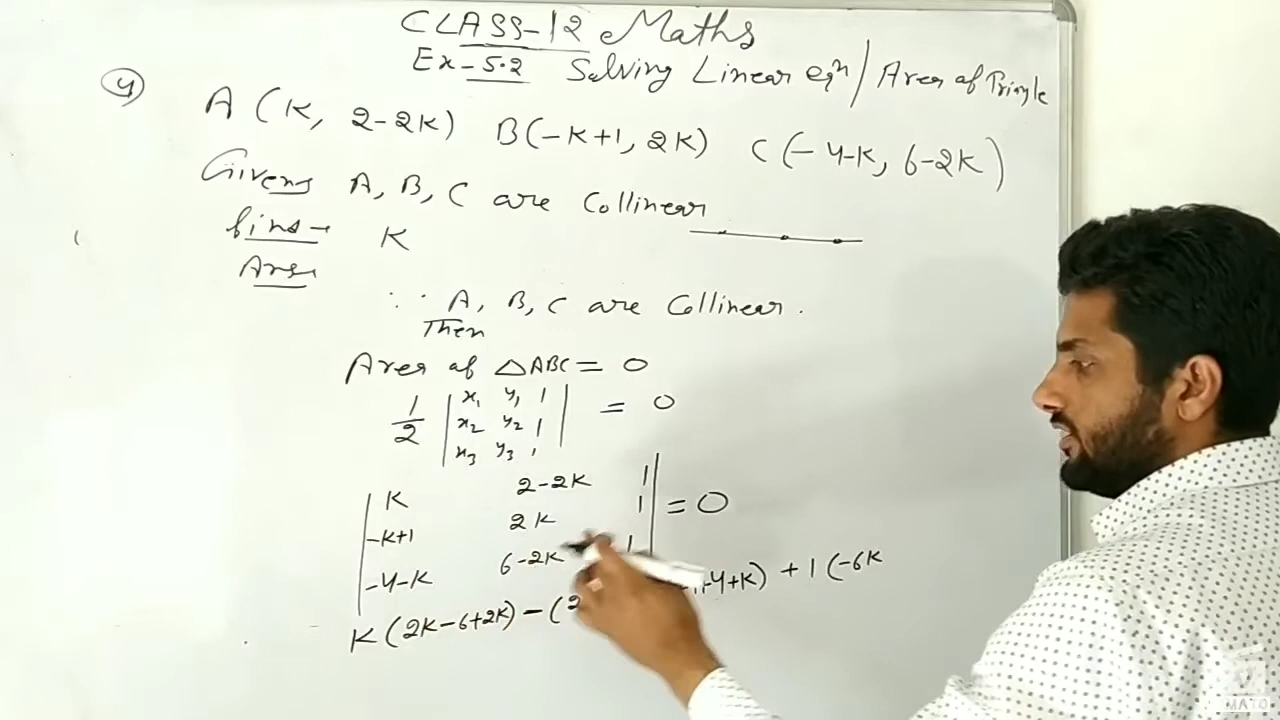 CLASS-12 Maths
Ex-5.2 Solving Linear eqn / Area of Triangle
4) A (K, 2-2K) B(-K+1, 2K) C(-4-K, 6-2K)
Given A, B, C are Collinear
find- K
Ans
∵ A, B, C are Collinear.
Then
Area of △ABC = 0
1/2 | x1 y1 1 | = 0
| x2 y2 1 |
| x3 y3 1 |
| K 2-2K 1 |
| -K+1 2K 1 | = 0
| -4-K 6-2K 1 |
K(2K-6+2K) - (2 +4+K) + 1(-6K
MATO